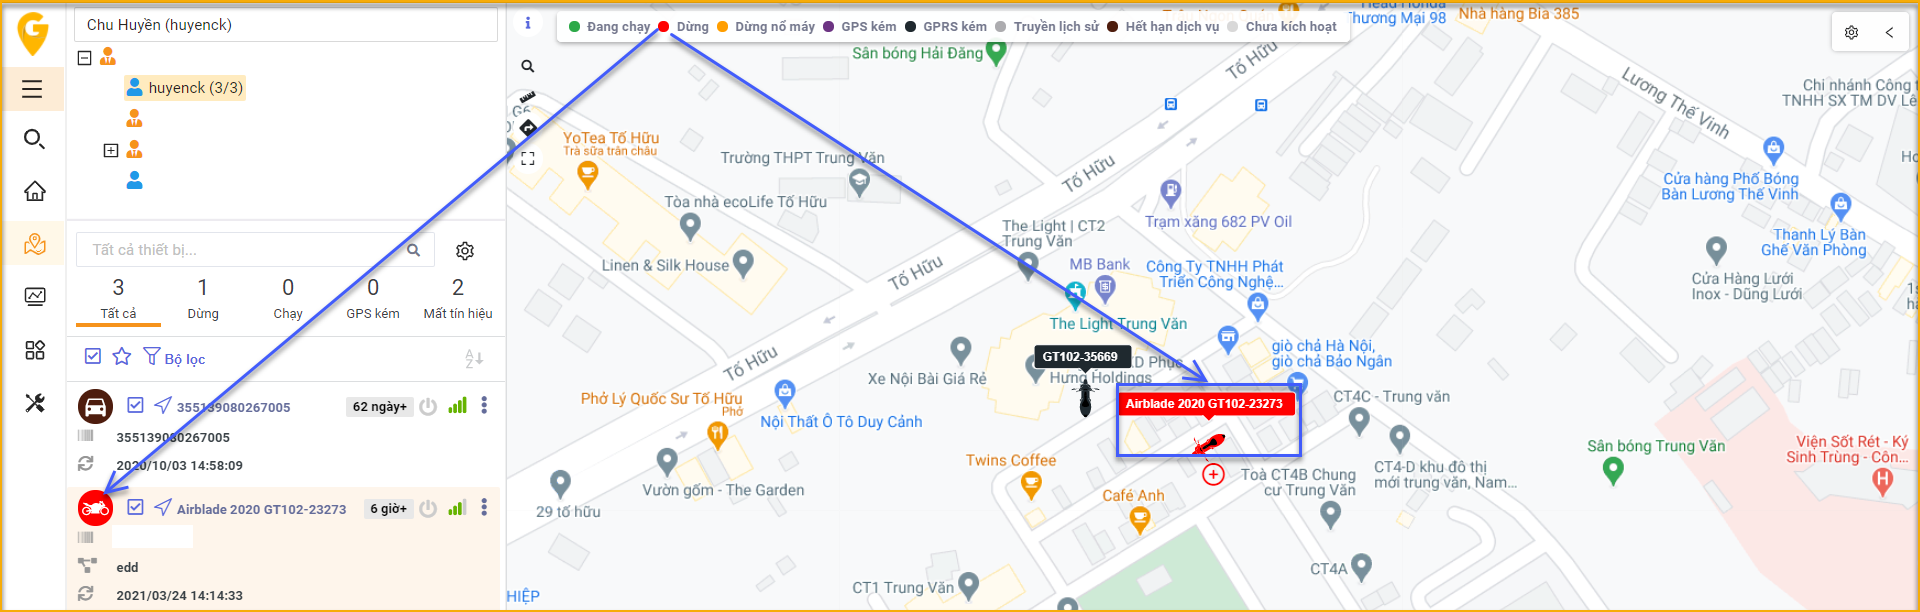 Chu Huyền (huyenck)
huyenck (3/3)
Tất cả thiết bị...
3
Tất cả
1
Dừng
0
Chạy
0
GPS kém
2
Mất tín hiệu
Bộ lọc
355139080267005
62 ngày+
355139080267005
2020/10/03 14:58:09
Airblade 2020 GT102-23273
6 giờ+
edd
2021/03/24 14:14:33
Đang chạy
Dừng
Dừng nổ máy
GPS kém
GPRS kém
Truyền lịch sử
Hết hạn dịch vụ
Chưa kích hoạt
Thương Mại 98
Nhà hàng Bia 385
Sân bóng Hải Đăng
Tố Hữu
Lương Thế Vinh
Chi nhánh Công t
TNHH SX TM DV Lê
YoTea Tố Hữu
Trà sữa trân châu
Trường THPT Trung Văn
Tố Hữu
Cửa hàng Phố Bóng
Bàn Lương Thế Vinh
Tòa nhà ecoLife Tố Hữu
The Light | CT2
Trung Văn
Trạm xăng 682 PV Oil
Thanh Lý Bàn
Ghế Văn Phòng
Linen & Silk House
Tố Hữu
MB Bank
Công Ty TNHH Phát
Triển Công Nghệ...
Cửa Hàng Lưới
Inox - Dũng Lưới
The Light Trung Văn
GT102-35669
D Phục
Hưng Holdings
giò chả Hà Nội,
giò chả Bảo Ngân
Tố Hữu
Xe Nội Bài Giá Rẻ
Phở Lý Quốc Sư Tố Hữu
Phở
Nội Thất Ô Tô Duy Cảnh
Airblade 2020 GT102-23273
CT4C - Trung văn
Twins Coffee
Sân bóng Trung Văn
Viện Sốt Rét - Ký
Sinh Trùng - Côn...
Vườn gốm - The Garden
Toà CT4B Chung
cư Trung Văn
CT4-D khu đô thị
mới trung văn, Nam...
Café Anh
29 tố hữu
CT4A
CT1 Trung Văn
HIỆP